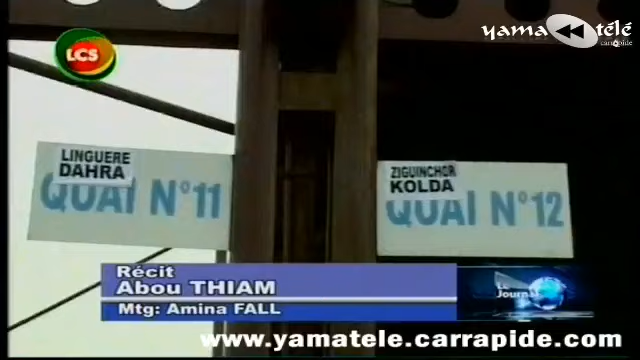 LCS
yama télé
carrapide
LINGUERE
DAHRA
QUAI N°11
ZIGUINCHOR
KOLDA
QUAI N°12
Récit
Abou THIAM
Mtg: Amina FALL
Le
Journal
www.yamatele.carrapide.com